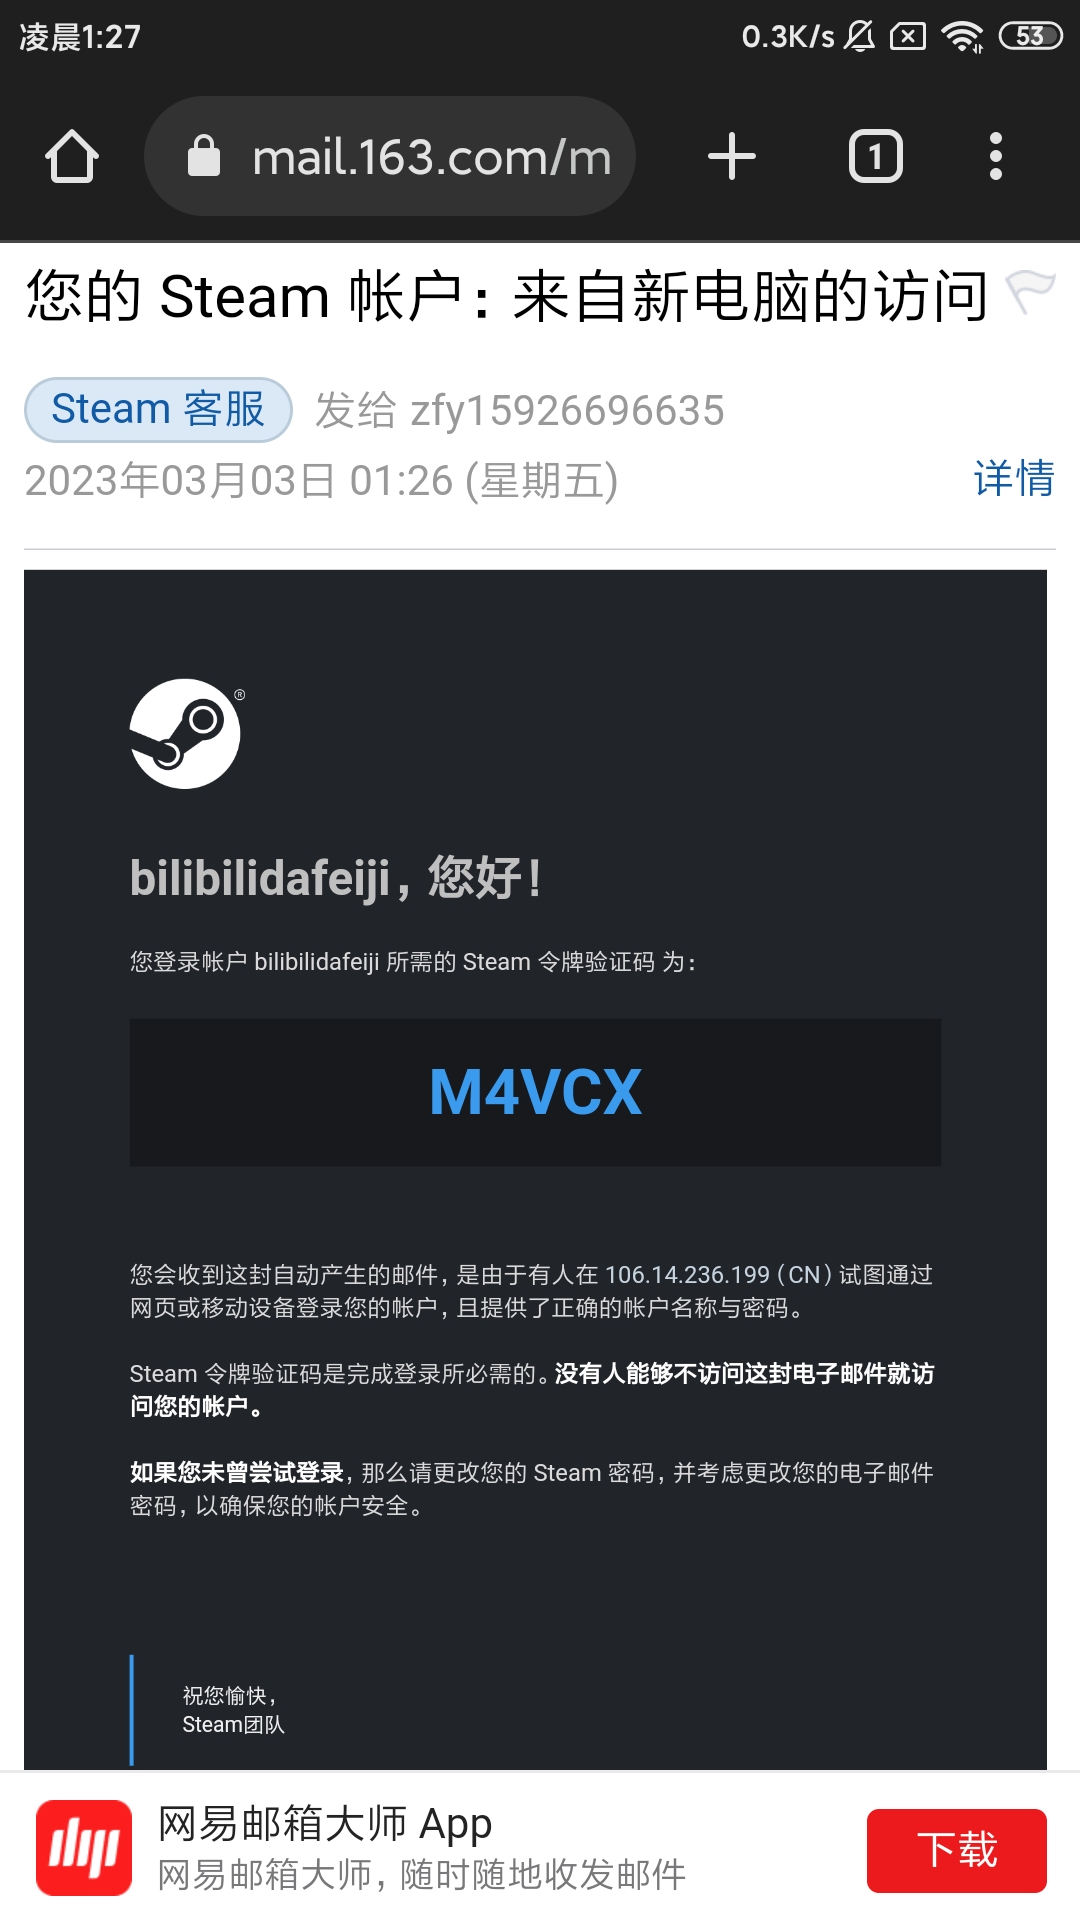 凌晨1:27
0.3K/s
53
mail.163.com/m
1
您的 Steam 帐户：来自新电脑的访问
Steam 客服 发给 zfy15926696635
2023年03月03日 01:26 (星期五)
详情
®
bilibilidafeiji，您好！
您登录帐户 bilibilidafeiji 所需的 Steam 令牌验证码 为：
M4VCX
您会收到这封自动产生的邮件，是由于有人在 106.14.236.199（CN）试图通过
网页或移动设备登录您的帐户，且提供了正确的帐户名称与密码。
Steam 令牌验证码是完成登录所必需的。没有人能够不访问这封电子邮件就访
问您的帐户。
如果您未曾尝试登录，那么请更改您的 Steam 密码，并考虑更改您的电子邮件
密码，以确保您的帐户安全。
祝您愉快，
Steam团队
网易邮箱大师 App
网易邮箱大师，随时随地收发邮件
下载